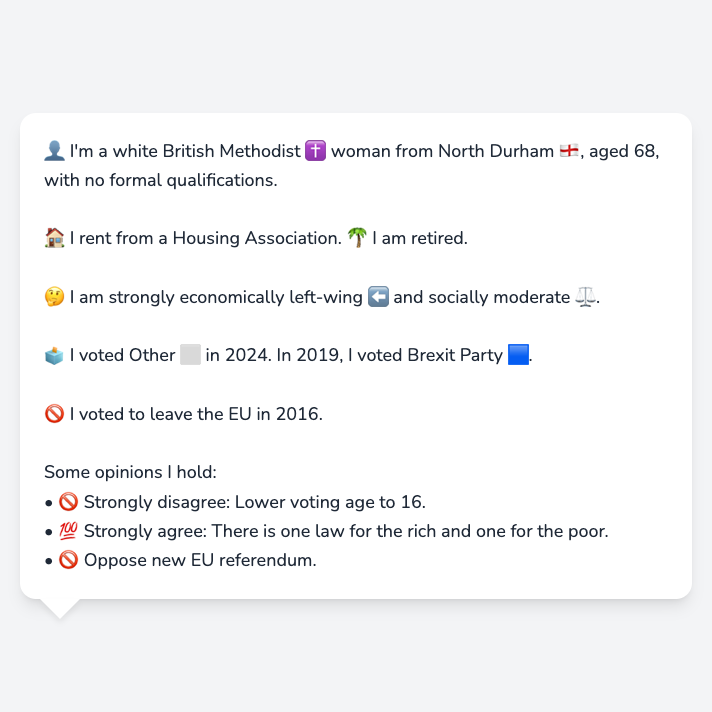 👤 I'm a white British Methodist ✝️ woman from North Durham 🏴󠁧󠁢󠁥󠁮󠁧󠁿, aged 68,
with no formal qualifications.
🏠 I rent from a Housing Association. 🌴 I am retired.
🤔 I am strongly economically left-wing ⬅️ and socially moderate ⚖️.
🗳️ I voted Other ⬜ in 2024. In 2019, I voted Brexit Party 🟦.
🚫 I voted to leave the EU in 2016.
Some opinions I hold:
• 🚫 Strongly disagree: Lower voting age to 16.
• 💯 Strongly agree: There is one law for the rich and one for the poor.
• 🚫 Oppose new EU referendum.